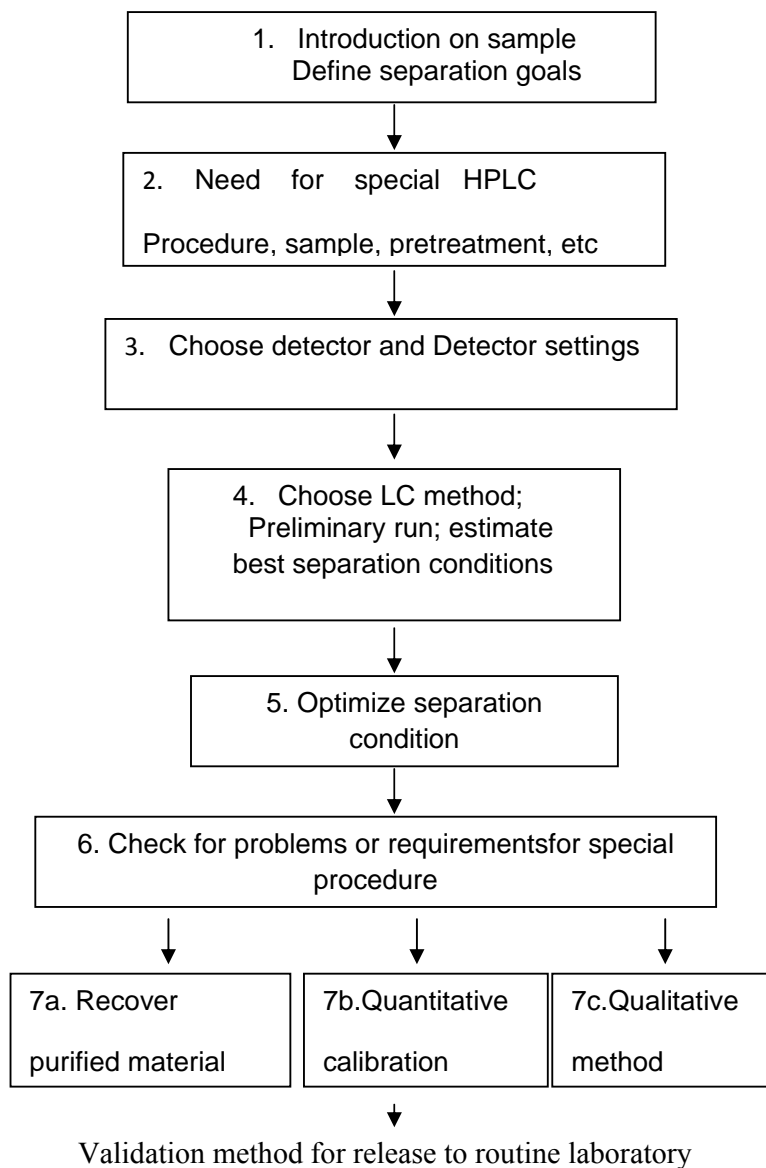 1. Introduction on sample
Define separation goals
2. Need for special HPLC
Procedure, sample, pretreatment, etc
3. Choose detector and Detector settings
4. Choose LC method;
Preliminary run; estimate
best separation conditions
5. Optimize separation
condition
6. Check for problems or requirementsfor special
procedure
7a. Recover
purified material
7b.Quantitative
calibration
7c.Qualitative
method
Validation method for release to routine laboratory